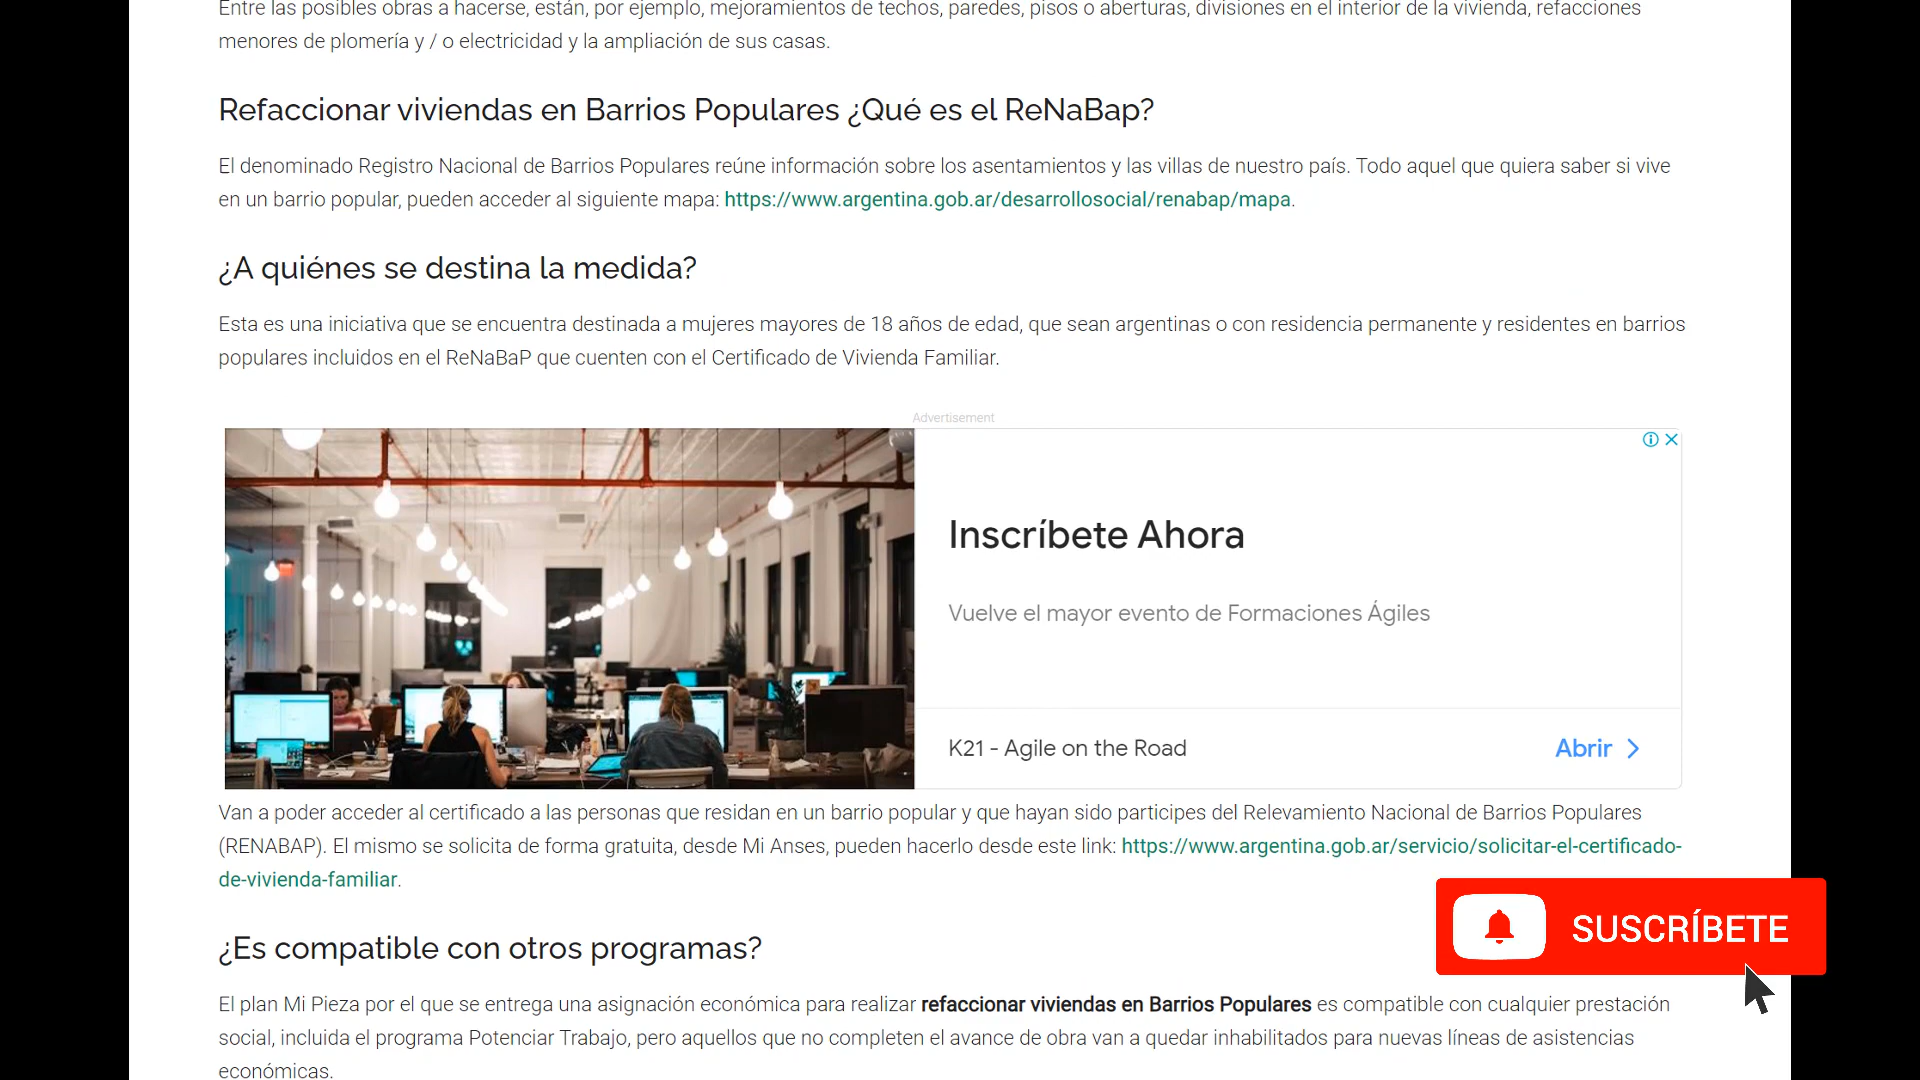 Entre las posibles obras a hacerse, están, por ejemplo, mejoramientos de techos, paredes, pisos o aberturas, divisiones en el interior de la vivienda, refacciones
menores de plomería y / o electricidad y la ampliación de sus casas.
Refaccionar viviendas en Barrios Populares ¿Qué es el ReNaBap?
El denominado Registro Nacional de Barrios Populares reúne información sobre los asentamientos y las villas de nuestro país. Todo aquel que quiera saber si vive
en un barrio popular, pueden acceder al siguiente mapa: https://www.argentina.gob.ar/desarrollosocial/renabap/mapa.
¿A quiénes se destina la medida?
Esta es una iniciativa que se encuentra destinada a mujeres mayores de 18 años de edad, que sean argentinas o con residencia permanente y residentes en barrios
populares incluidos en el ReNaBaP que cuenten con el Certificado de Vivienda Familiar.
Advertisement
Inscríbete Ahora
Vuelve el mayor evento de Formaciones Ágiles
K21 - Agile on the Road
Abrir
Van a poder acceder al certificado a las personas que residan en un barrio popular y que hayan sido participes del Relevamiento Nacional de Barrios Populares
(RENABAP). El mismo se solicita de forma gratuita, desde Mi Anses, pueden hacerlo desde este link: https://www.argentina.gob.ar/servicio/solicitar-el-certificado-
de-vivienda-familiar.
SUSCRÍBETE
¿Es compatible con otros programas?
El plan Mi Pieza por el que se entrega una asignación económica para realizar refaccionar viviendas en Barrios Populares es compatible con cualquier prestación
social, incluida el programa Potenciar Trabajo, pero aquellos que no completen el avance de obra van a quedar inhabilitados para nuevas líneas de asistencias
económicas.